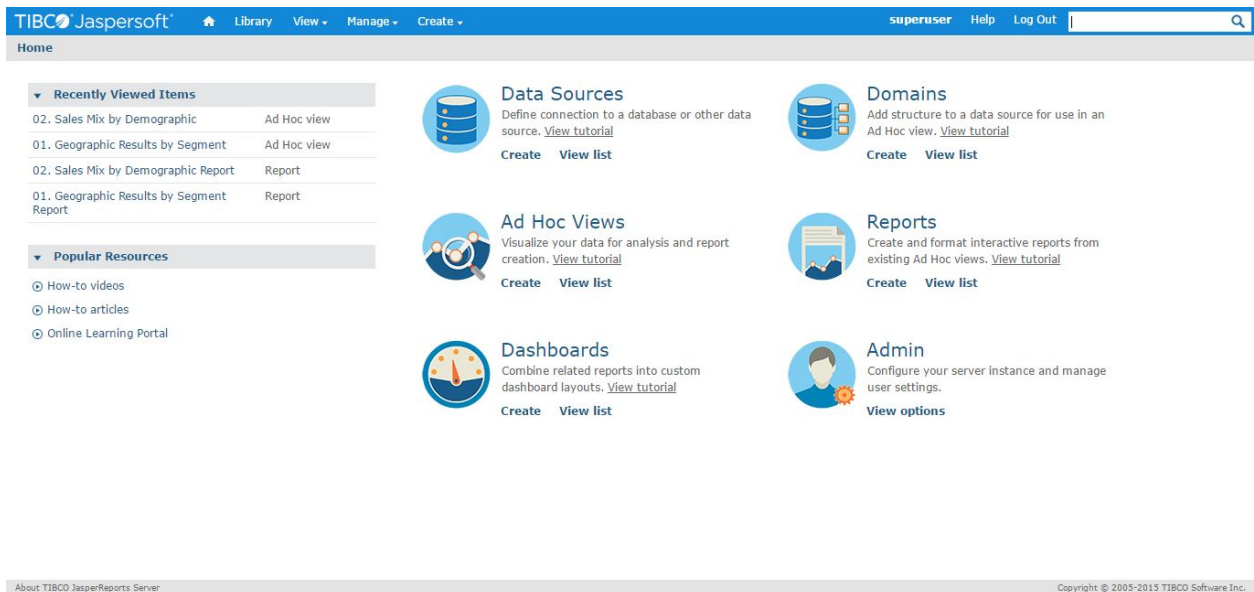 TIBCO Jaspersoft® Library View Manage Create superuser Help Log Out
Home
Recently Viewed Items
02. Sales Mix by Demographic Ad Hoc view
01. Geographic Results by Segment Ad Hoc view
02. Sales Mix by Demographic Report Report
01. Geographic Results by Segment Report
Report
Popular Resources
How-to videos
How-to articles
Online Learning Portal
Data Sources
Define connection to a database or other data
source. View tutorial
Create View list
Domains
Add structure to a data source for use in an
Ad Hoc view. View tutorial
Create View list
Ad Hoc Views
Visualize your data for analysis and report
creation. View tutorial
Create View list
Reports
Create and format interactive reports from
existing Ad Hoc views. View tutorial
Create View list
Dashboards
Combine related reports into custom
dashboard layouts. View tutorial
Create View list
Admin
Configure your server instance and manage
user settings.
View options
About TIBCO JasperReports Server Copyright © 2005-2015 TIBCO Software Inc.